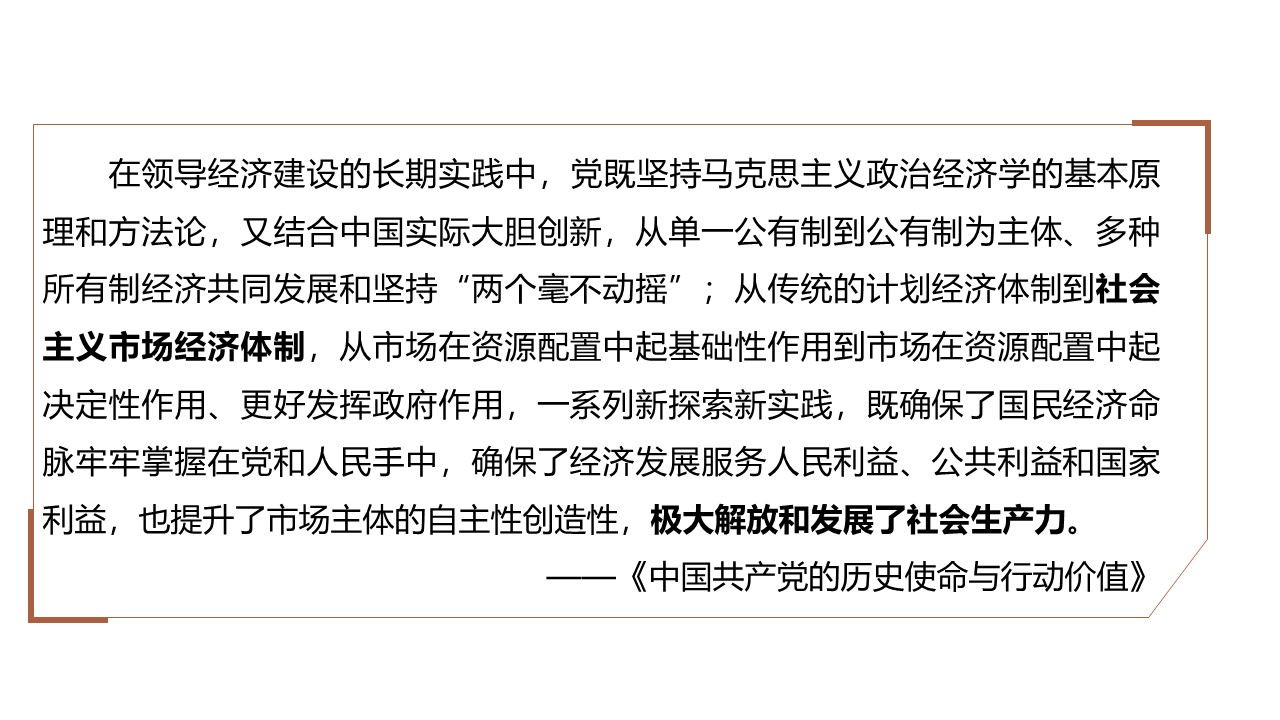 在领导经济建设的长期实践中，党既坚持马克思主义政治经济学的基本原
理和方法论，又结合中国实际大胆创新，从单一公有制到公有制为主体、多种
所有制经济共同发展和坚持“两个毫不动摇”；从传统的计划经济体制到社会
主义市场经济体制，从市场在资源配置中起基础性作用到市场在资源配置中起
决定性作用、更好发挥政府作用，一系列新探索新实践，既确保了国民经济命
脉牢牢掌握在党和人民手中，确保了经济发展服务人民利益、公共利益和国家
利益，也提升了市场主体的自主性创造性，极大解放和发展了社会生产力。
——《中国共产党的历史使命与行动价值》